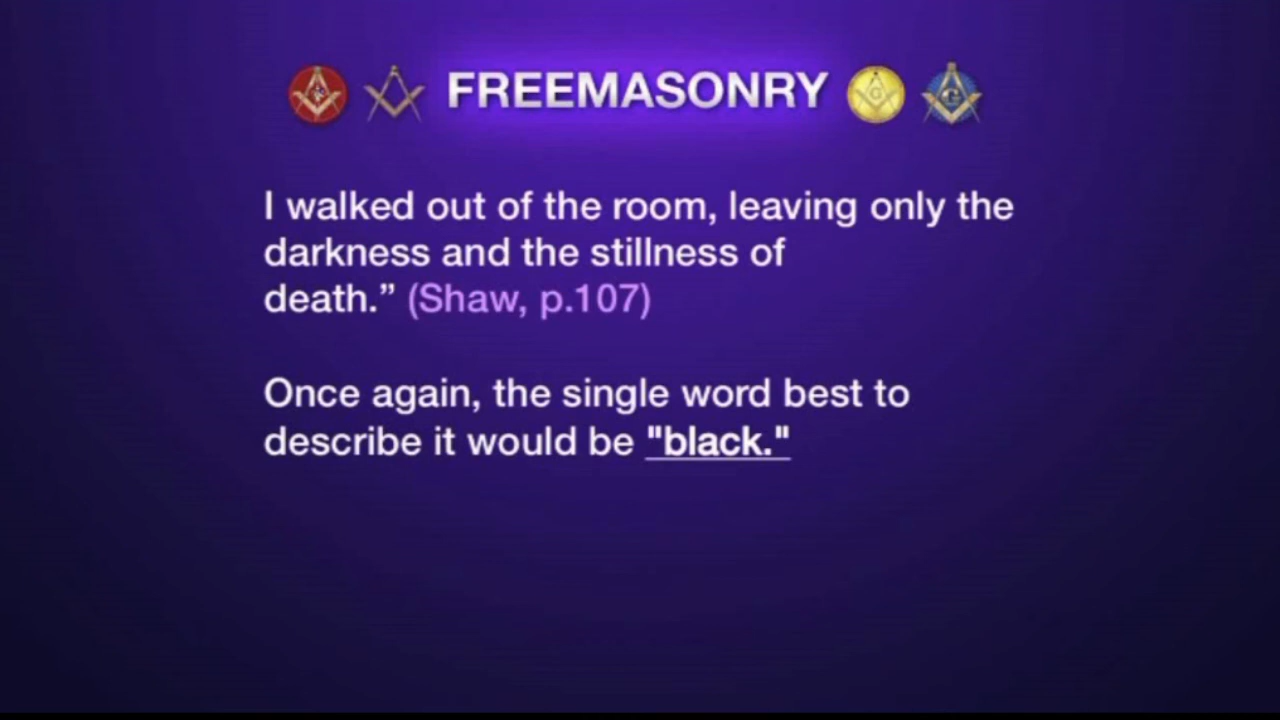 FREEMASONRY
I walked out of the room, leaving only the
darkness and the stillness of
death.” (Shaw, p.107)
Once again, the single word best to
describe it would be "black."